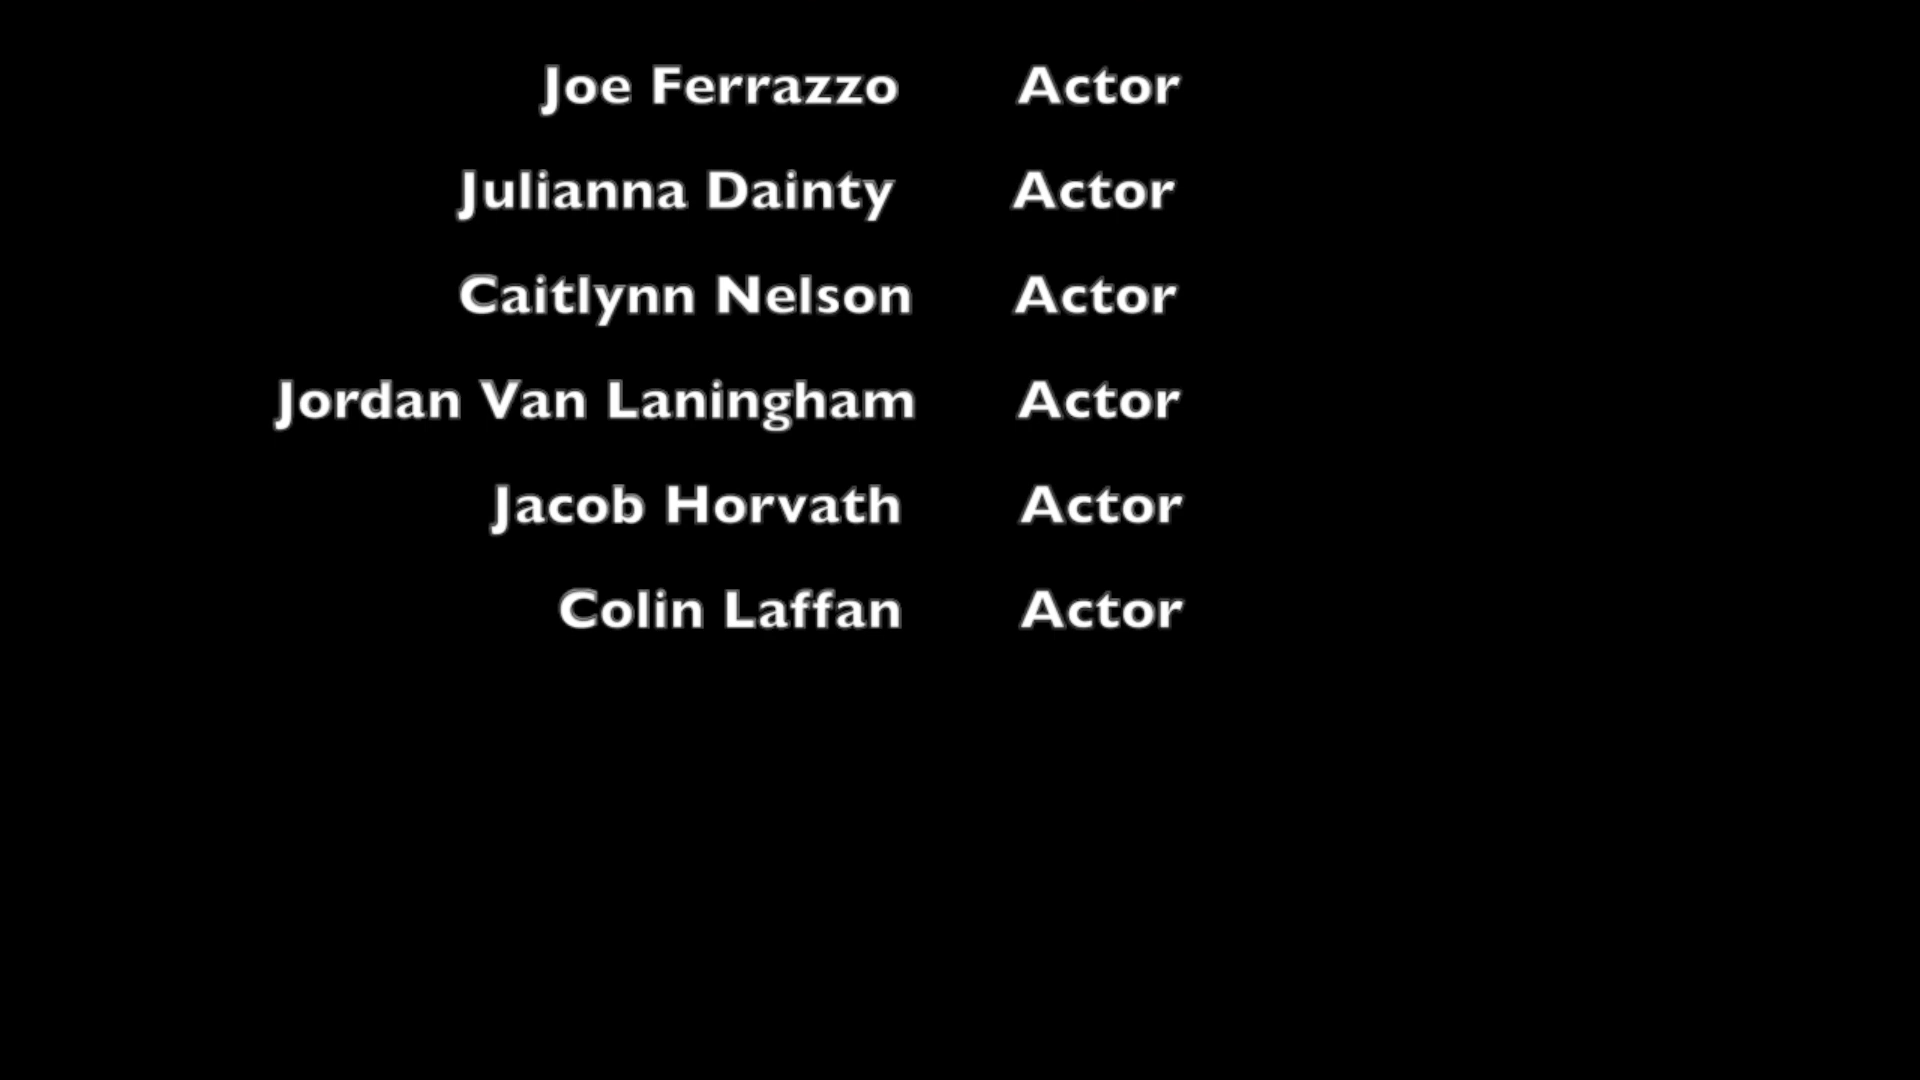 Joe Ferrazzo Actor
Julianna Dainty Actor
Caitlynn Nelson Actor
Jordan Van Laningham Actor
Jacob Horvath Actor
Colin Laffan Actor